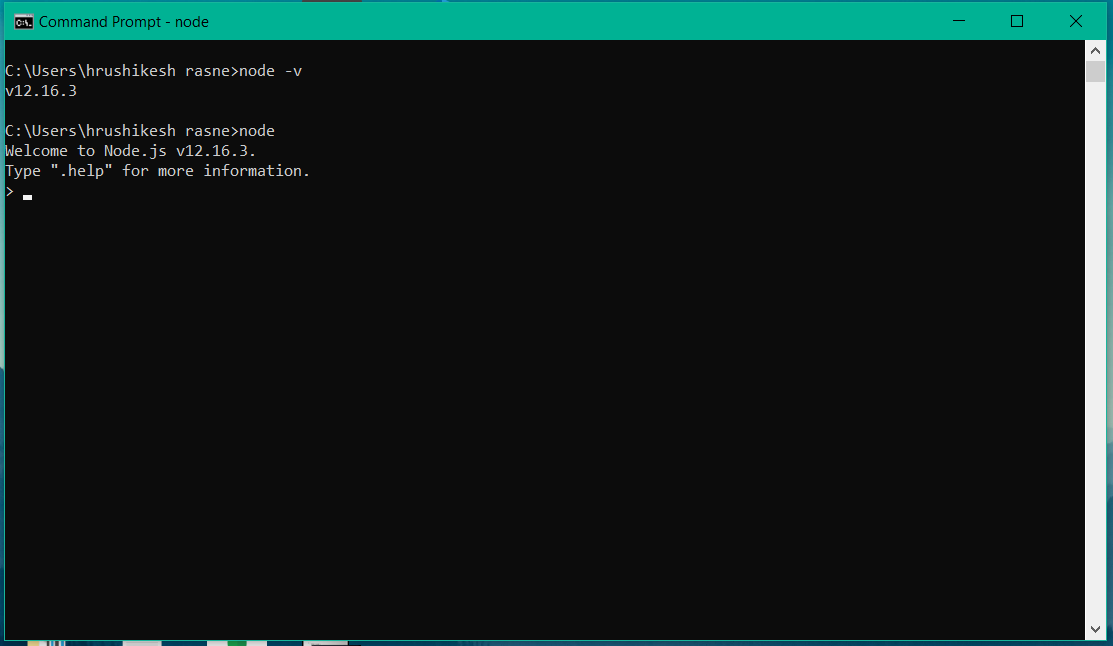 Command Prompt - node
C:\Users\hrushikesh rasne>node -v
v12.16.3
C:\Users\hrushikesh rasne>node
Welcome to Node.js v12.16.3.
Type ".help" for more information.
>